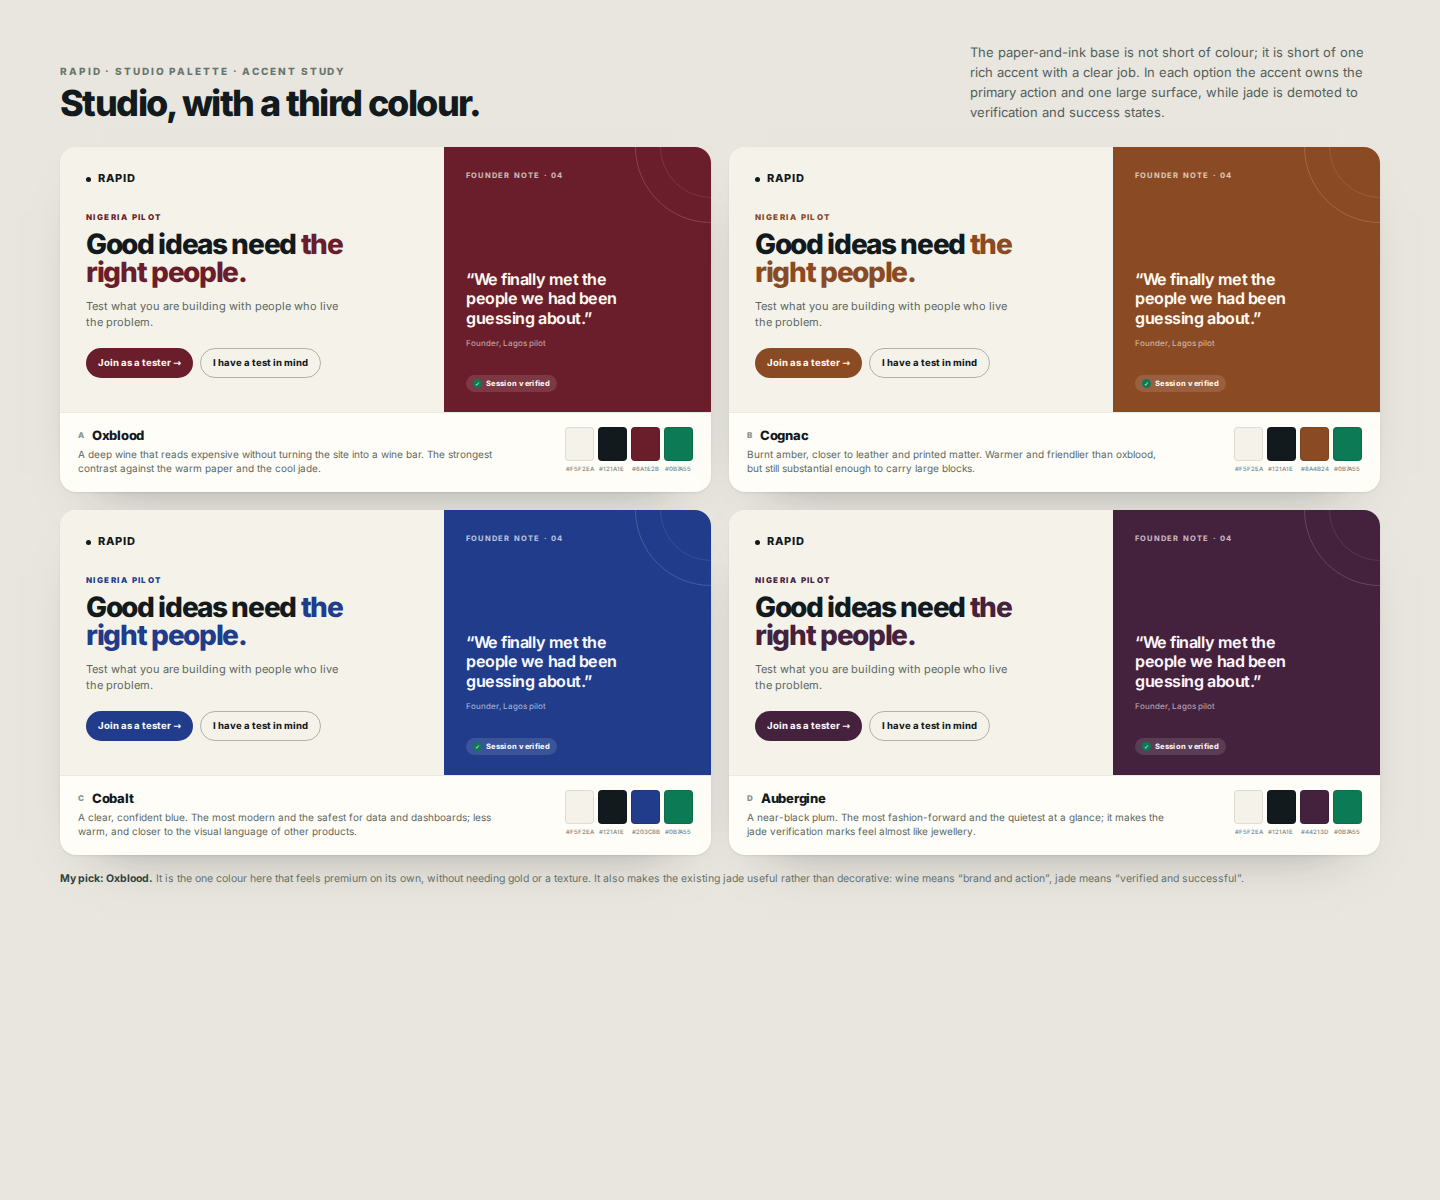 RAPID · STUDIO PALETTE · ACCENT STUDY
Studio, with a third colour.
The paper-and-ink base is not short of colour; it is short of one
rich accent with a clear job. In each option the accent owns the
primary action and one large surface, while jade is demoted to
verification and success states.
RAPID
NIGERIA PILOT
Good ideas need the
right people.
Test what you are building with people who live
the problem.
Join as a tester →
I have a test in mind
FOUNDER NOTE · 04
“We finally met the
people we had been
guessing about.”
Founder, Lagos pilot
✓ Session verified
A Oxblood
A deep wine that reads expensive without turning the site into a wine bar. The strongest
contrast against the warm paper and the cool jade.
#F5F2EA #121A1E #6A1E2B #0B7A55
RAPID
NIGERIA PILOT
Good ideas need the
right people.
Test what you are building with people who live
the problem.
Join as a tester →
I have a test in mind
FOUNDER NOTE · 04
“We finally met the
people we had been
guessing about.”
Founder, Lagos pilot
✓ Session verified
B Cognac
Burnt amber, closer to leather and printed matter. Warmer and friendlier than oxblood,
but still substantial enough to carry large blocks.
#F5F2EA #121A1E #8A4B24 #0B7A55
RAPID
NIGERIA PILOT
Good ideas need the
right people.
Test what you are building with people who live
the problem.
Join as a tester →
I have a test in mind
FOUNDER NOTE · 04
“We finally met the
people we had been
guessing about.”
Founder, Lagos pilot
✓ Session verified
C Cobalt
A clear, confident blue. The most modern and the safest for data and dashboards; less
warm, and closer to the visual language of other products.
#F5F2EA #121A1E #203C8B #0B7A55
RAPID
NIGERIA PILOT
Good ideas need the
right people.
Test what you are building with people who live
the problem.
Join as a tester →
I have a test in mind
FOUNDER NOTE · 04
“We finally met the
people we had been
guessing about.”
Founder, Lagos pilot
✓ Session verified
D Aubergine
A near-black plum. The most fashion-forward and the quietest at a glance; it makes the
jade verification marks feel almost like jewellery.
#F5F2EA #121A1E #44213D #0B7A55
My pick: Oxblood. It is the one colour here that feels premium on its own, without needing gold or a texture. It also makes the existing jade useful rather than decorative: wine means “brand and action”, jade means “verified and successful”.